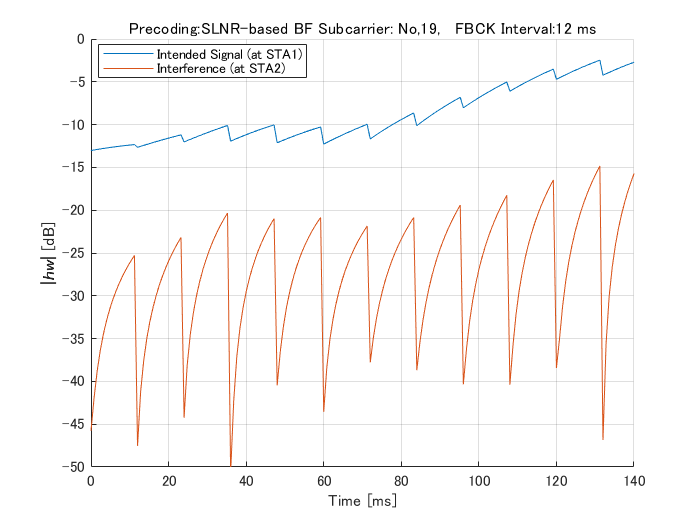 Precoding:SLNR-based BF Subcarrier: No,19, FBCK Interval:12 ms
Intended Signal (at STA1)
Interference (at STA2)
|hw| [dB]
0
-5
-10
-15
-20
-25
-30
-35
-40
-45
-50
0 20 40 60 80 100 120 140
Time [ms]